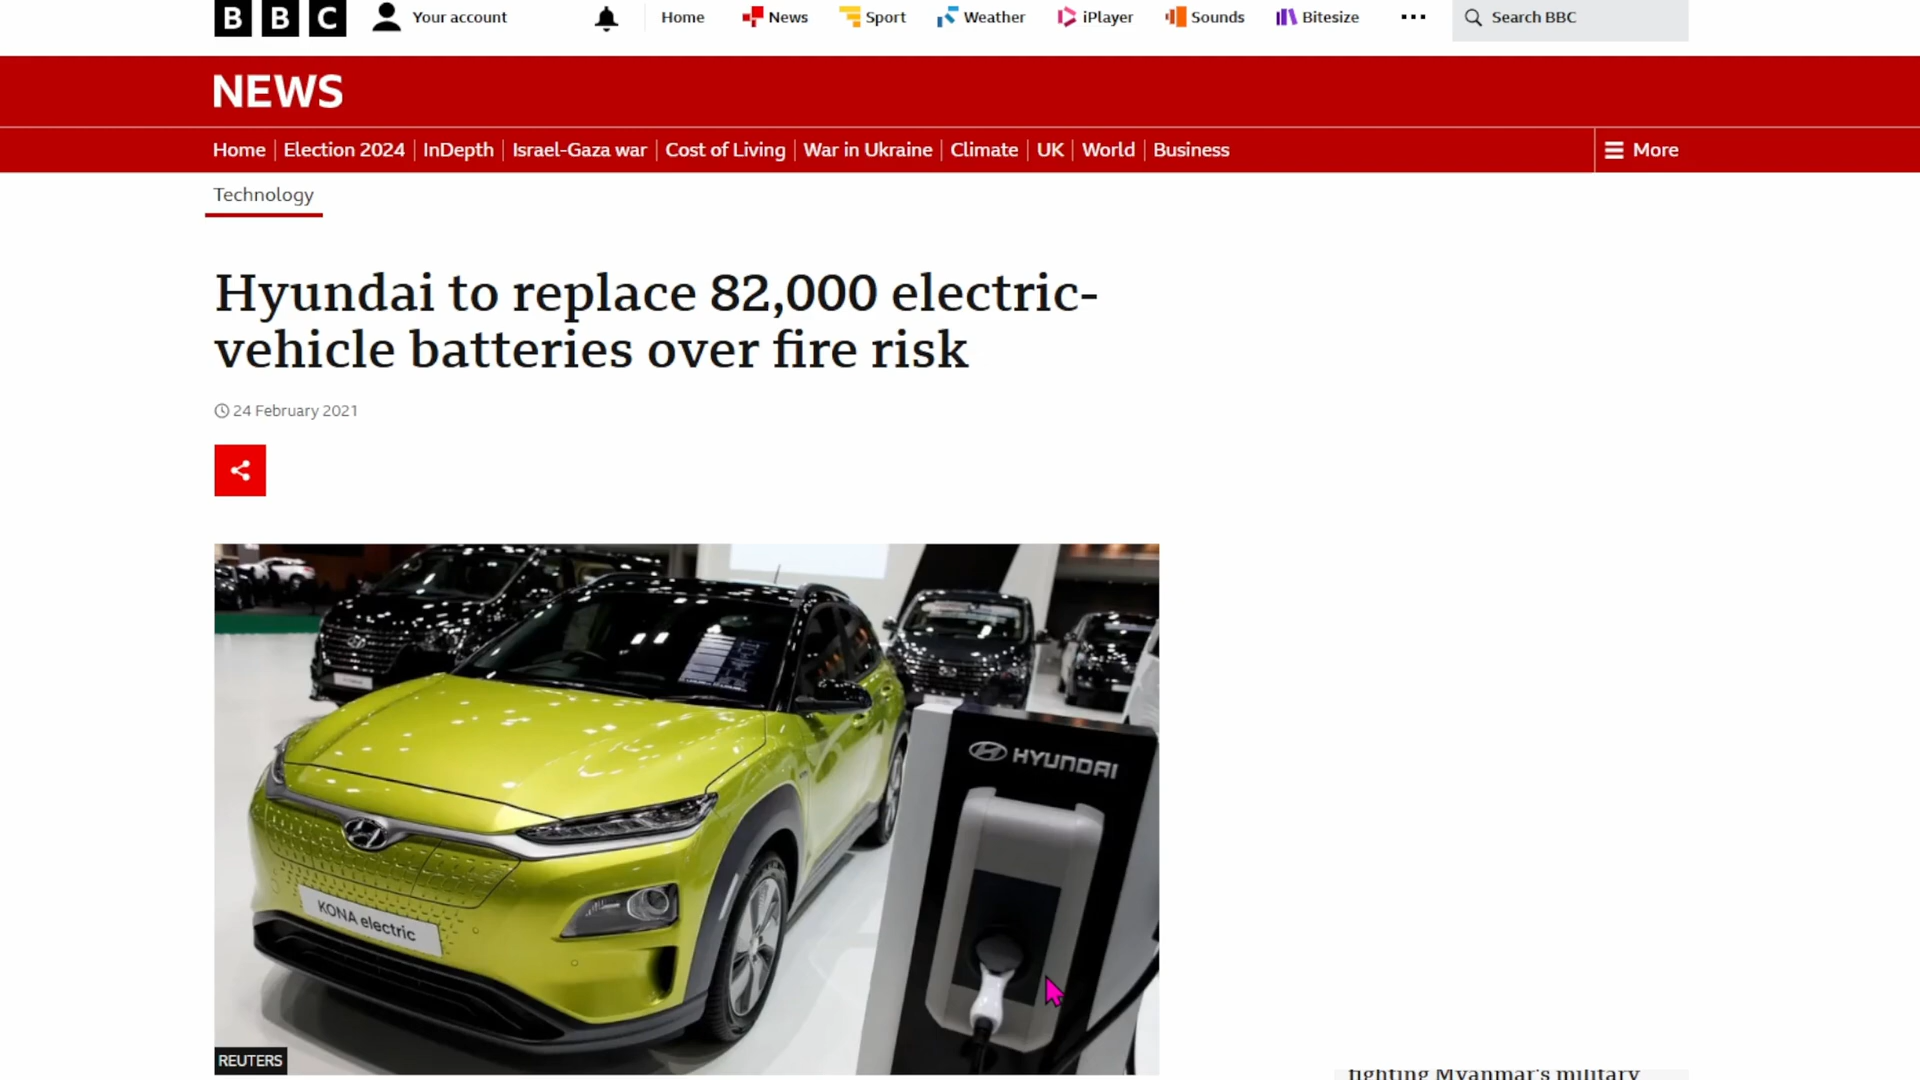 BBC
Your account
Home
News
Sport
Weather
iPlayer
Sounds
Bitesize
Search BBC
NEWS
Home
Election 2024
InDepth
Israel-Gaza war
Cost of Living
War in Ukraine
Climate
UK
World
Business
More
Technology
Hyundai to replace 82,000 electric-
vehicle batteries over fire risk
24 February 2021
HYUNDAI
KONA electric
REUTERS
fighting Myanmar's military